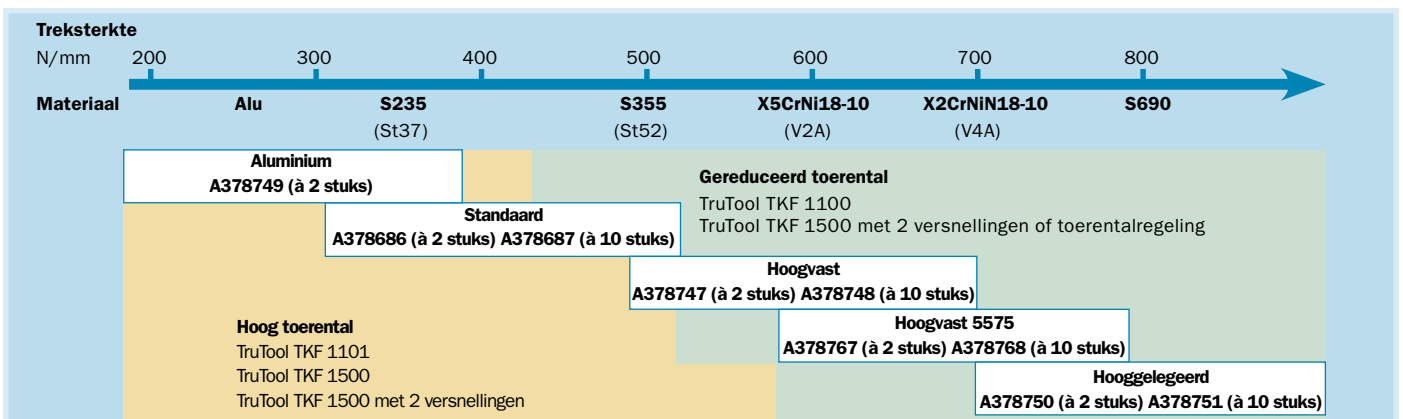 Treksterkte
N/mm 200 300 400 500 600 700 800
Materiaal Alu S235 S355 X5CrNi18-10 X2CrNiN18-10 S690
(St37) (St52) (V2A) (V4A)
Aluminium
A378749 (à 2 stuks)
Gereduceerd toerental
TruTool TKF 1100
TruTool TKF 1500 met 2 versnellingen of toerentalregeling
Standaard
A378686 (à 2 stuks) A378687 (à 10 stuks)
Hoogvast
A378747 (à 2 stuks) A378748 (à 10 stuks)
Hoogvast 5575
A378767 (à 2 stuks) A378768 (à 10 stuks)
Hoog toerental
TruTool TKF 1101
TruTool TKF 1500
TruTool TKF 1500 met 2 versnellingen
Hooggelegeerd
A378750 (à 2 stuks) A378751 (à 10 stuks)